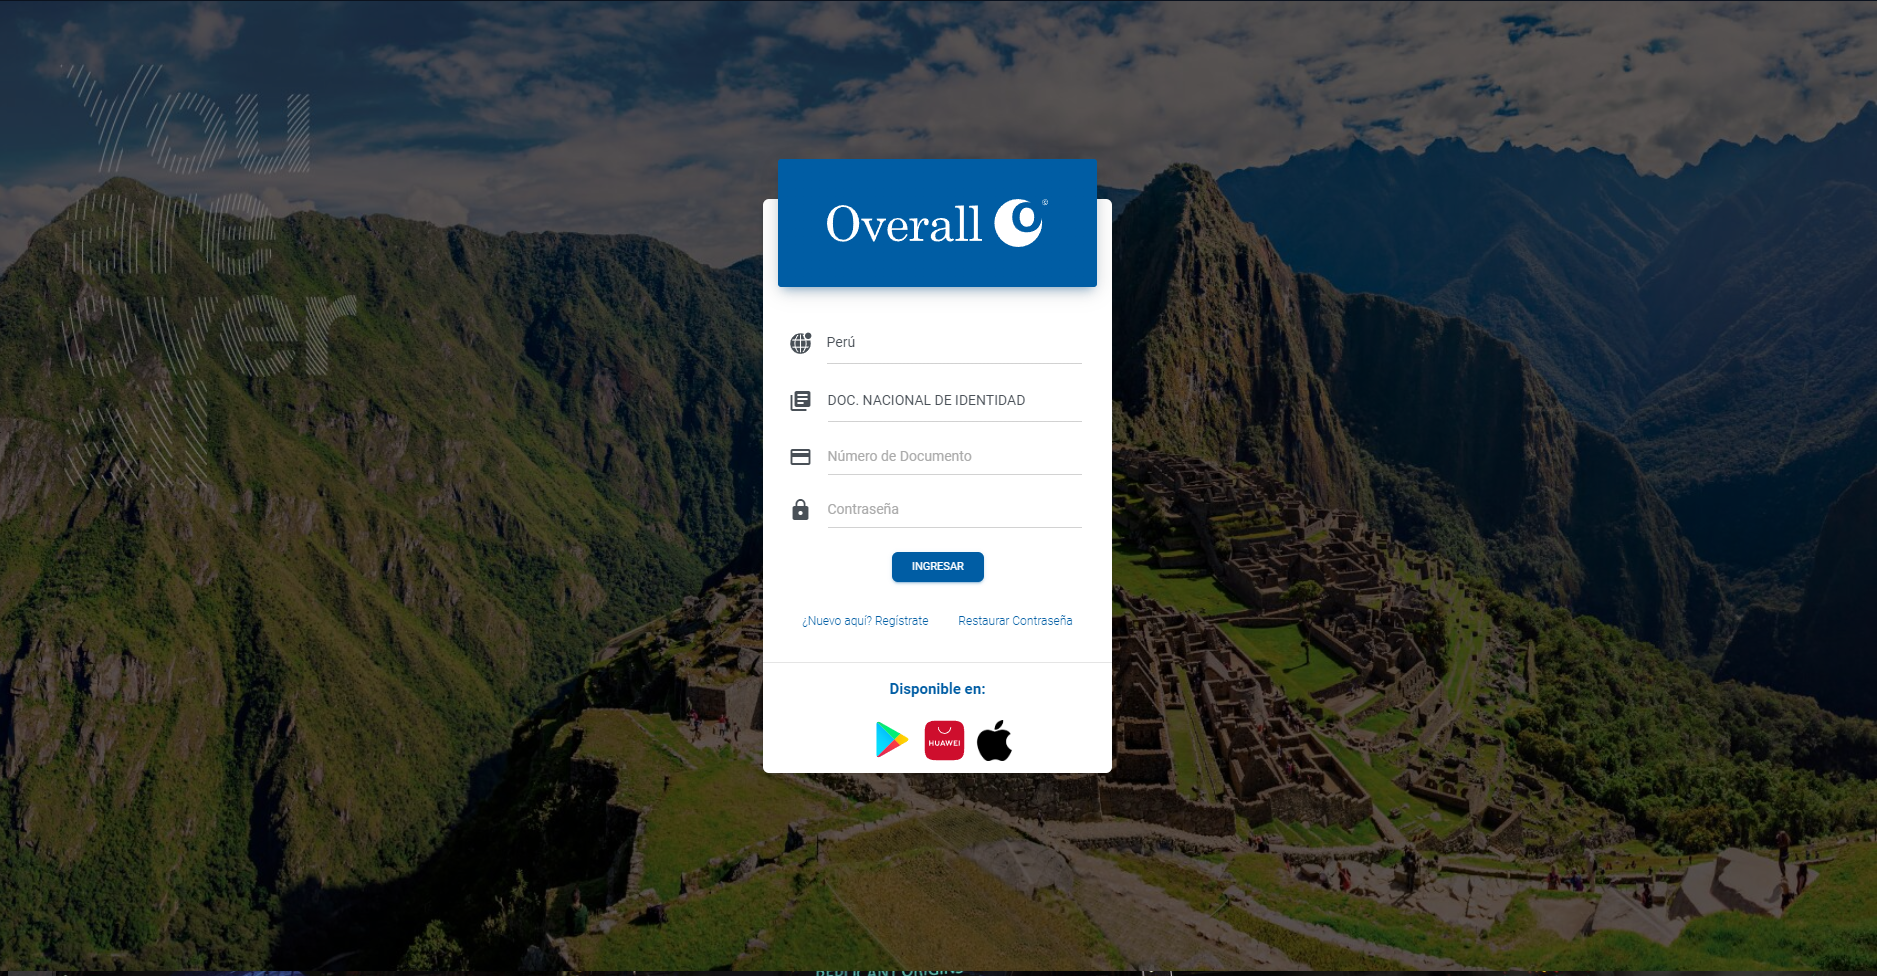 You
are
over
all
Overall
Perú
DOC. NACIONAL DE IDENTIDAD
Número de Documento
Contraseña
INGRESAR
¿Nuevo aquí? Regístrate
Restaurar Contraseña
Disponible en:
HUAWEI